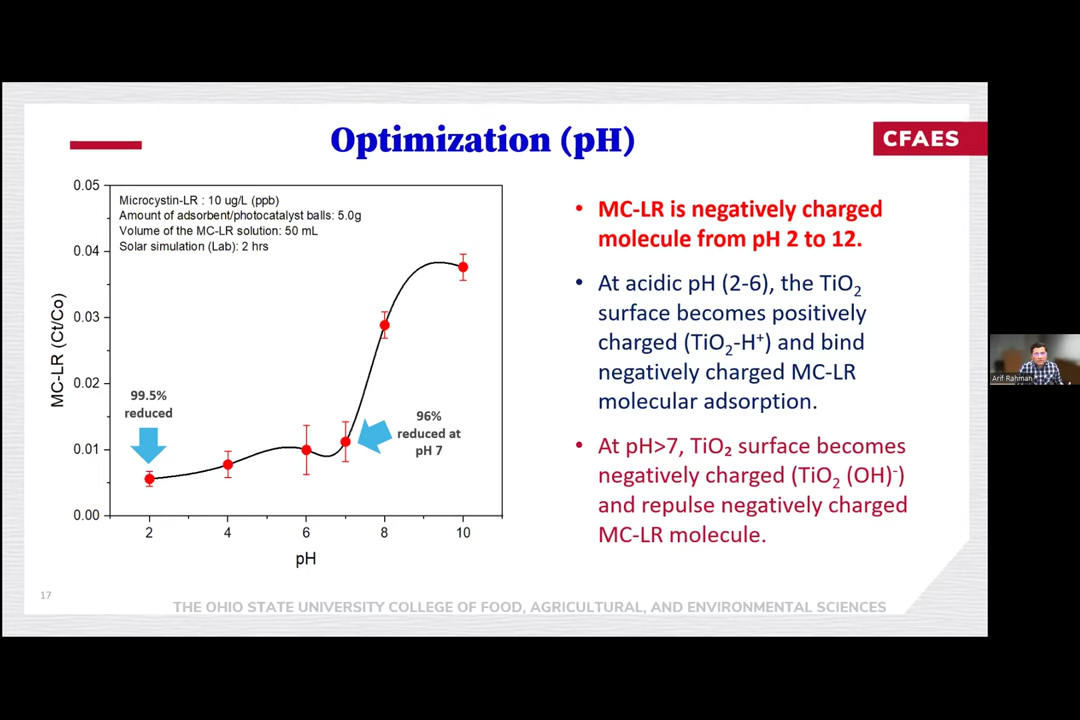 Optimization (pH)
CFAES
0.05
0.04
0.03
0.02
0.01
0.00
MC-LR (Ct/Co)
Microcystin-LR : 10 ug/L (ppb)
Amount of adsorbent/photocatalyst balls: 5.0g
Volume of the MC-LR solution: 50 mL
Solar simulation (Lab): 2 hrs
99.5%
reduced
96%
reduced at
pH 7
2
4
6
8
10
pH
• MC-LR is negatively charged
molecule from pH 2 to 12.
• At acidic pH (2-6), the TiO₂
surface becomes positively
charged (TiO₂-H⁺) and bind
negatively charged MC-LR
molecular adsorption.
• At pH>7, TiO₂ surface becomes
negatively charged (TiO₂ (OH)⁻)
and repulse negatively charged
MC-LR molecule.
17
THE OHIO STATE UNIVERSITY COLLEGE OF FOOD, AGRICULTURAL, AND ENVIRONMENTAL SCIENCES
Arif Rahman